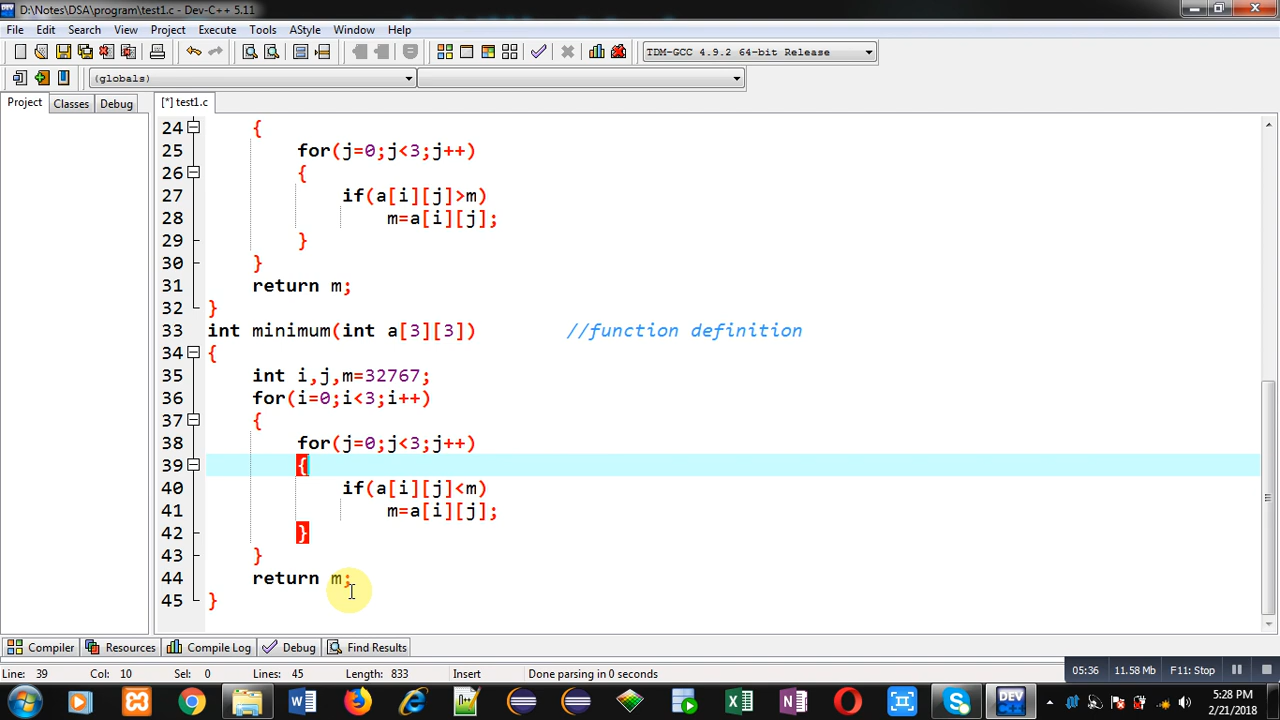 D:\Notes\DSA\program\test1.c - Dev-C++ 5.11
File Edit Search View Project Execute Tools AStyle Window Help
TDM-GCC 4.9.2 64-bit Release
(globals)
Project Classes Debug [*] test1.c
24 {
25 for(j=0;j<3;j++)
26 {
27 if(a[i][j]>m)
28 m=a[i][j];
29 }
30 }
31 return m;
32 }
33 int minimum(int a[3][3]) //function definition
34 {
35 int i,j,m=32767;
36 for(i=0;i<3;i++)
37 {
38 for(j=0;j<3;j++)
39 {
40 if(a[i][j]<m)
41 m=a[i][j];
42 }
43 }
44 return m;
45 }
Compiler Resources Compile Log Debug Find Results
Line: 39 Col: 10 Sel: 0 Lines: 45 Length: 833 Insert Done parsing in 0 seconds
05:36 11.58 Mb F11: Stop
DEV
5:28 PM
2/21/2018